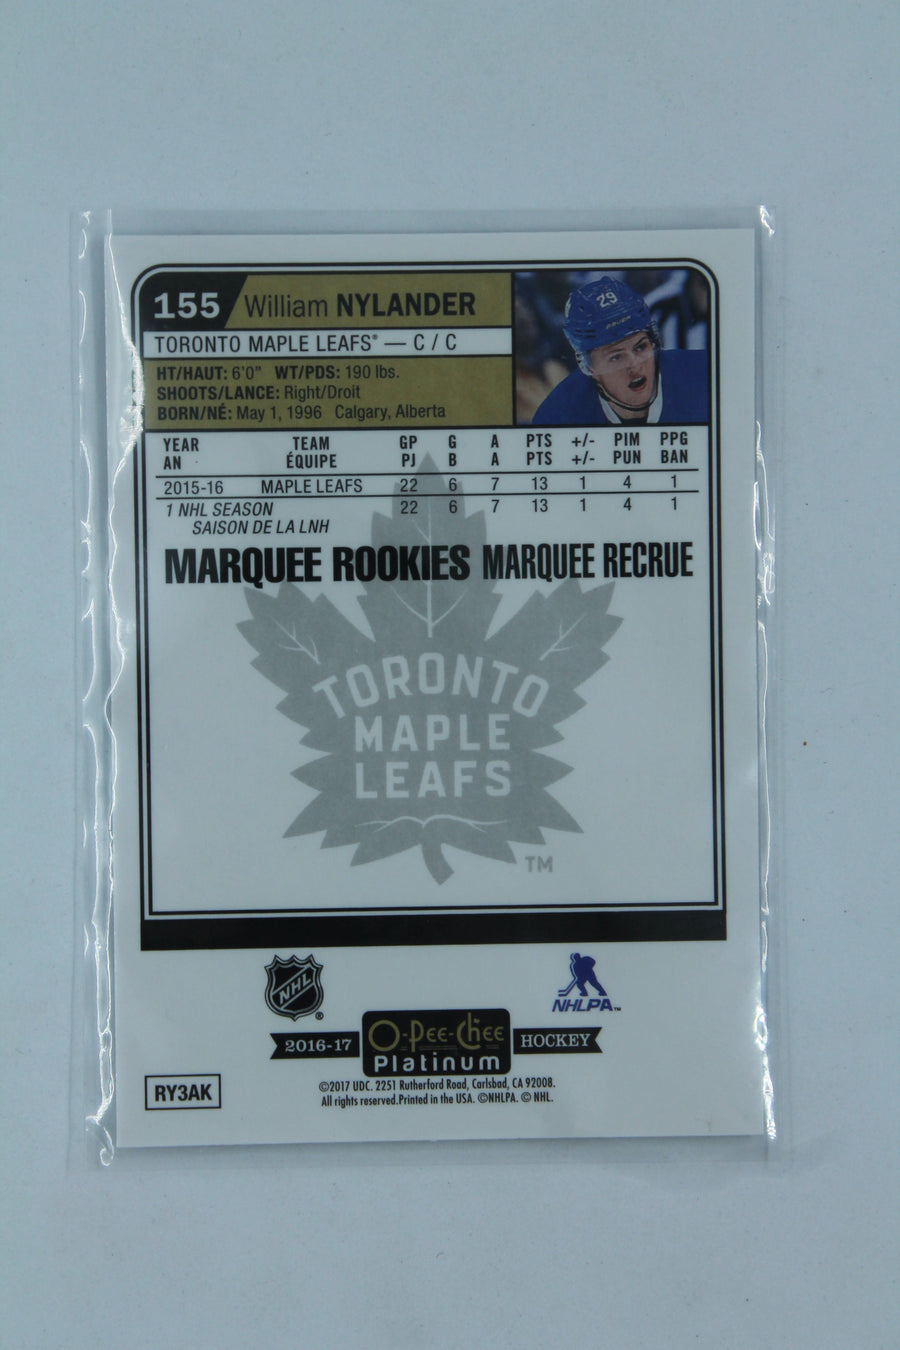 155 William NYLANDER
29
BAUER
TORONTO MAPLE LEAFS® — C / C
HT/HAUT: 6'0" WT/PDS: 190 lbs.
SHOOTS/LANCE: Right/Droit
BORN/NÉ: May 1, 1996 Calgary, Alberta
YEAR TEAM GP G A PTS +/- PIM PPG
AN ÉQUIPE PJ B A PTS +/- PUN BAN
2015-16 MAPLE LEAFS 22 6 7 13 1 4 1
1 NHL SEASON 22 6 7 13 1 4 1
SAISON DE LA LNH
MARQUEE ROOKIES MARQUEE RECRUE
TORONTO
MAPLE
LEAFS
TM
NHL ®
NHLPA™
2016-17 O-Pee-Chee HOCKEY
Platinum
RY3AK
©2017 UDC. 2251 Rutherford Road, Carlsbad, CA 92008.
All rights reserved.Printed in the USA. ©NHLPA. © NHL.